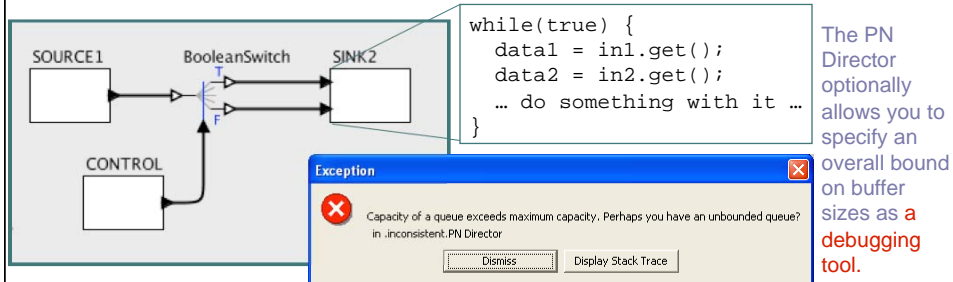 SOURCE1
BooleanSwitch
SINK2
T
F
CONTROL
while(true) {
data1 = in1.get();
data2 = in2.get();
… do something with it …
}
Exception
Capacity of a queue exceeds maximum capacity. Perhaps you have an unbounded queue?
in .inconsistent.PN Director
Dismiss
Display Stack Trace
The PN
Director
optionally
allows you to
specify an
overall bound
on buffer
sizes as a
debugging
tool.